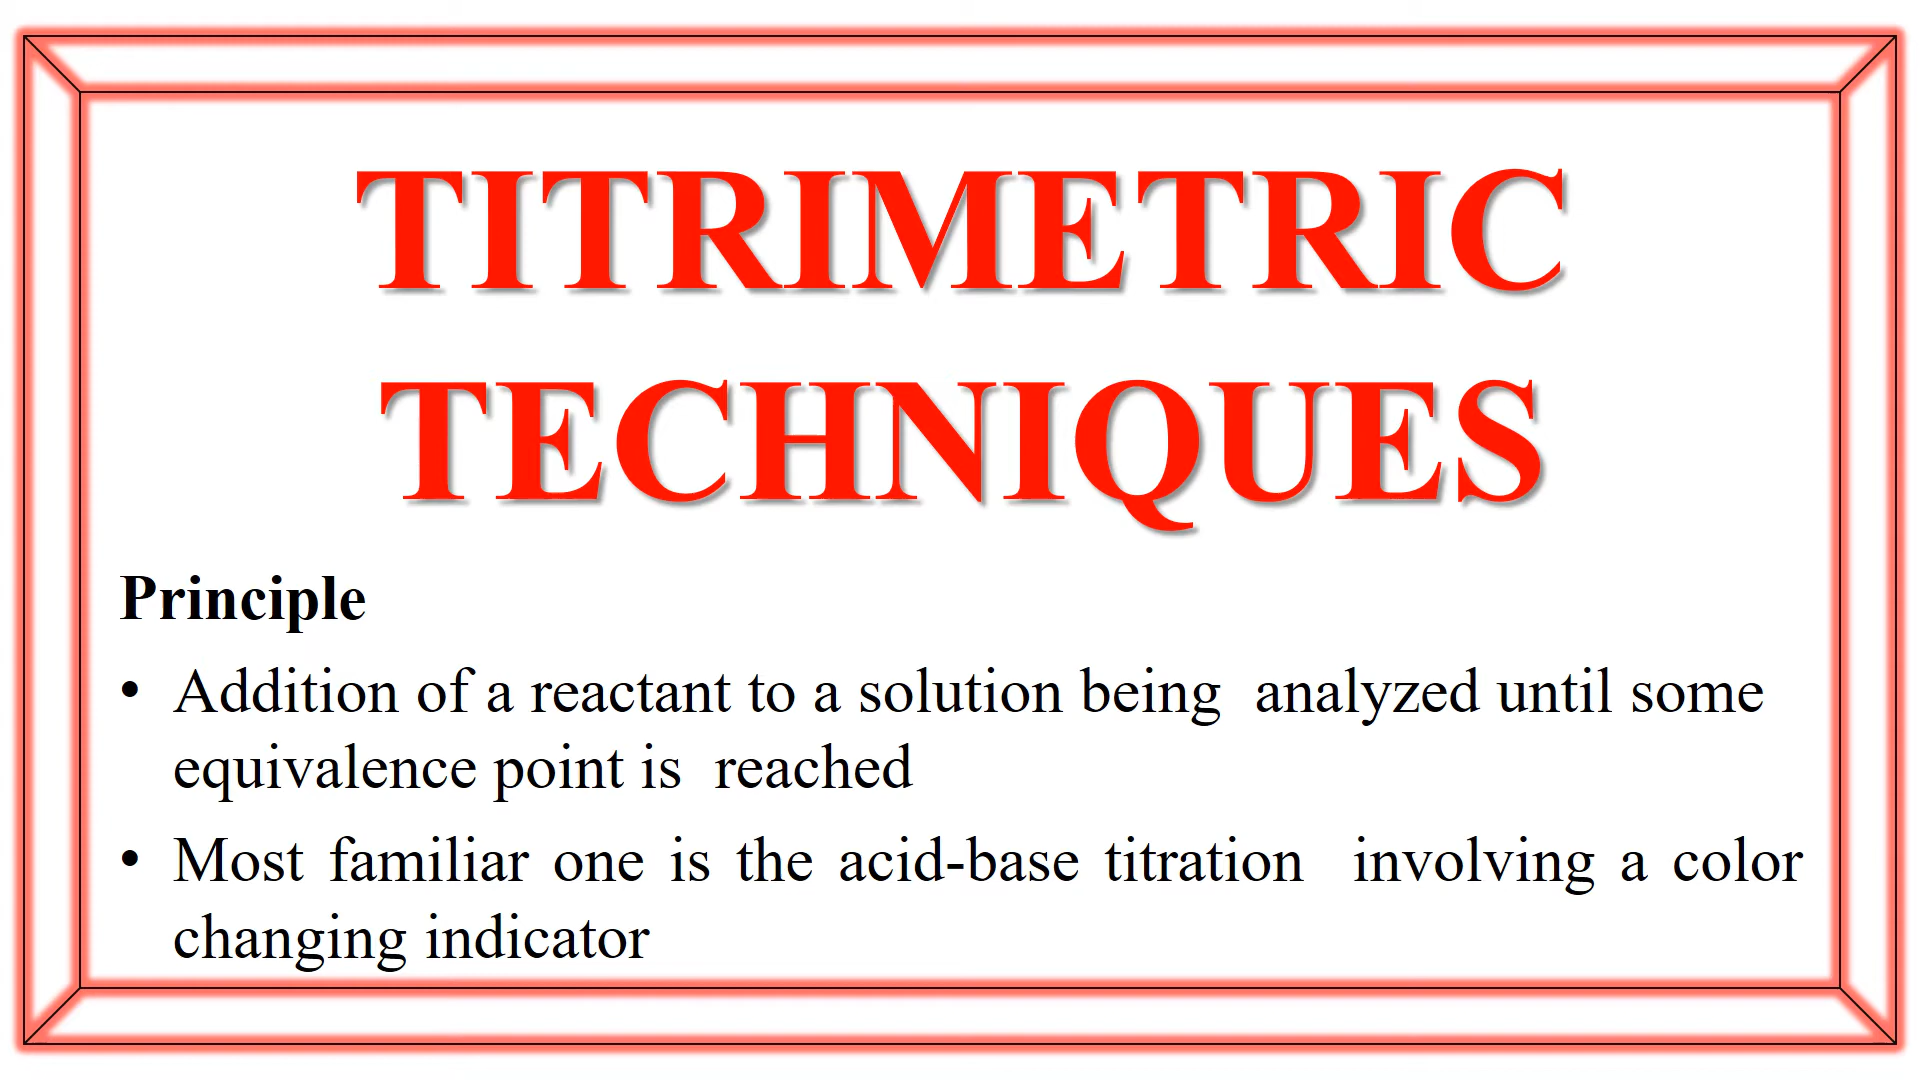 TITRIMETRIC
TECHNIQUES
Principle
• Addition of a reactant to a solution being analyzed until some
equivalence point is reached
• Most familiar one is the acid-base titration involving a color
changing indicator